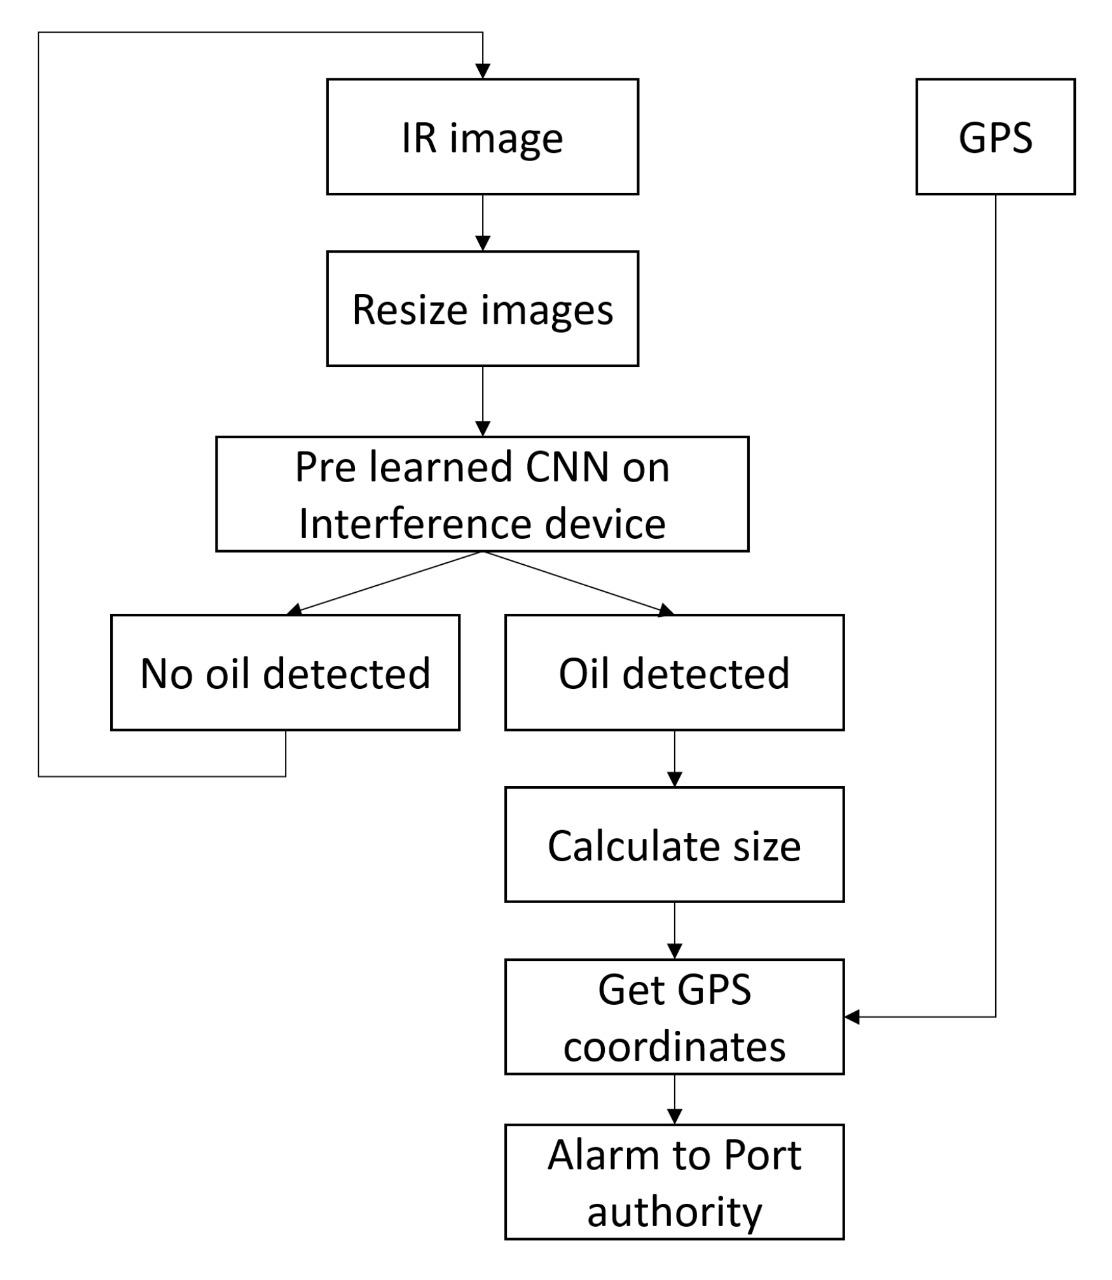 IR image
GPS
Resize images
Pre learned CNN on
Interference device
No oil detected
Oil detected
Calculate size
Get GPS
coordinates
Alarm to Port
authority